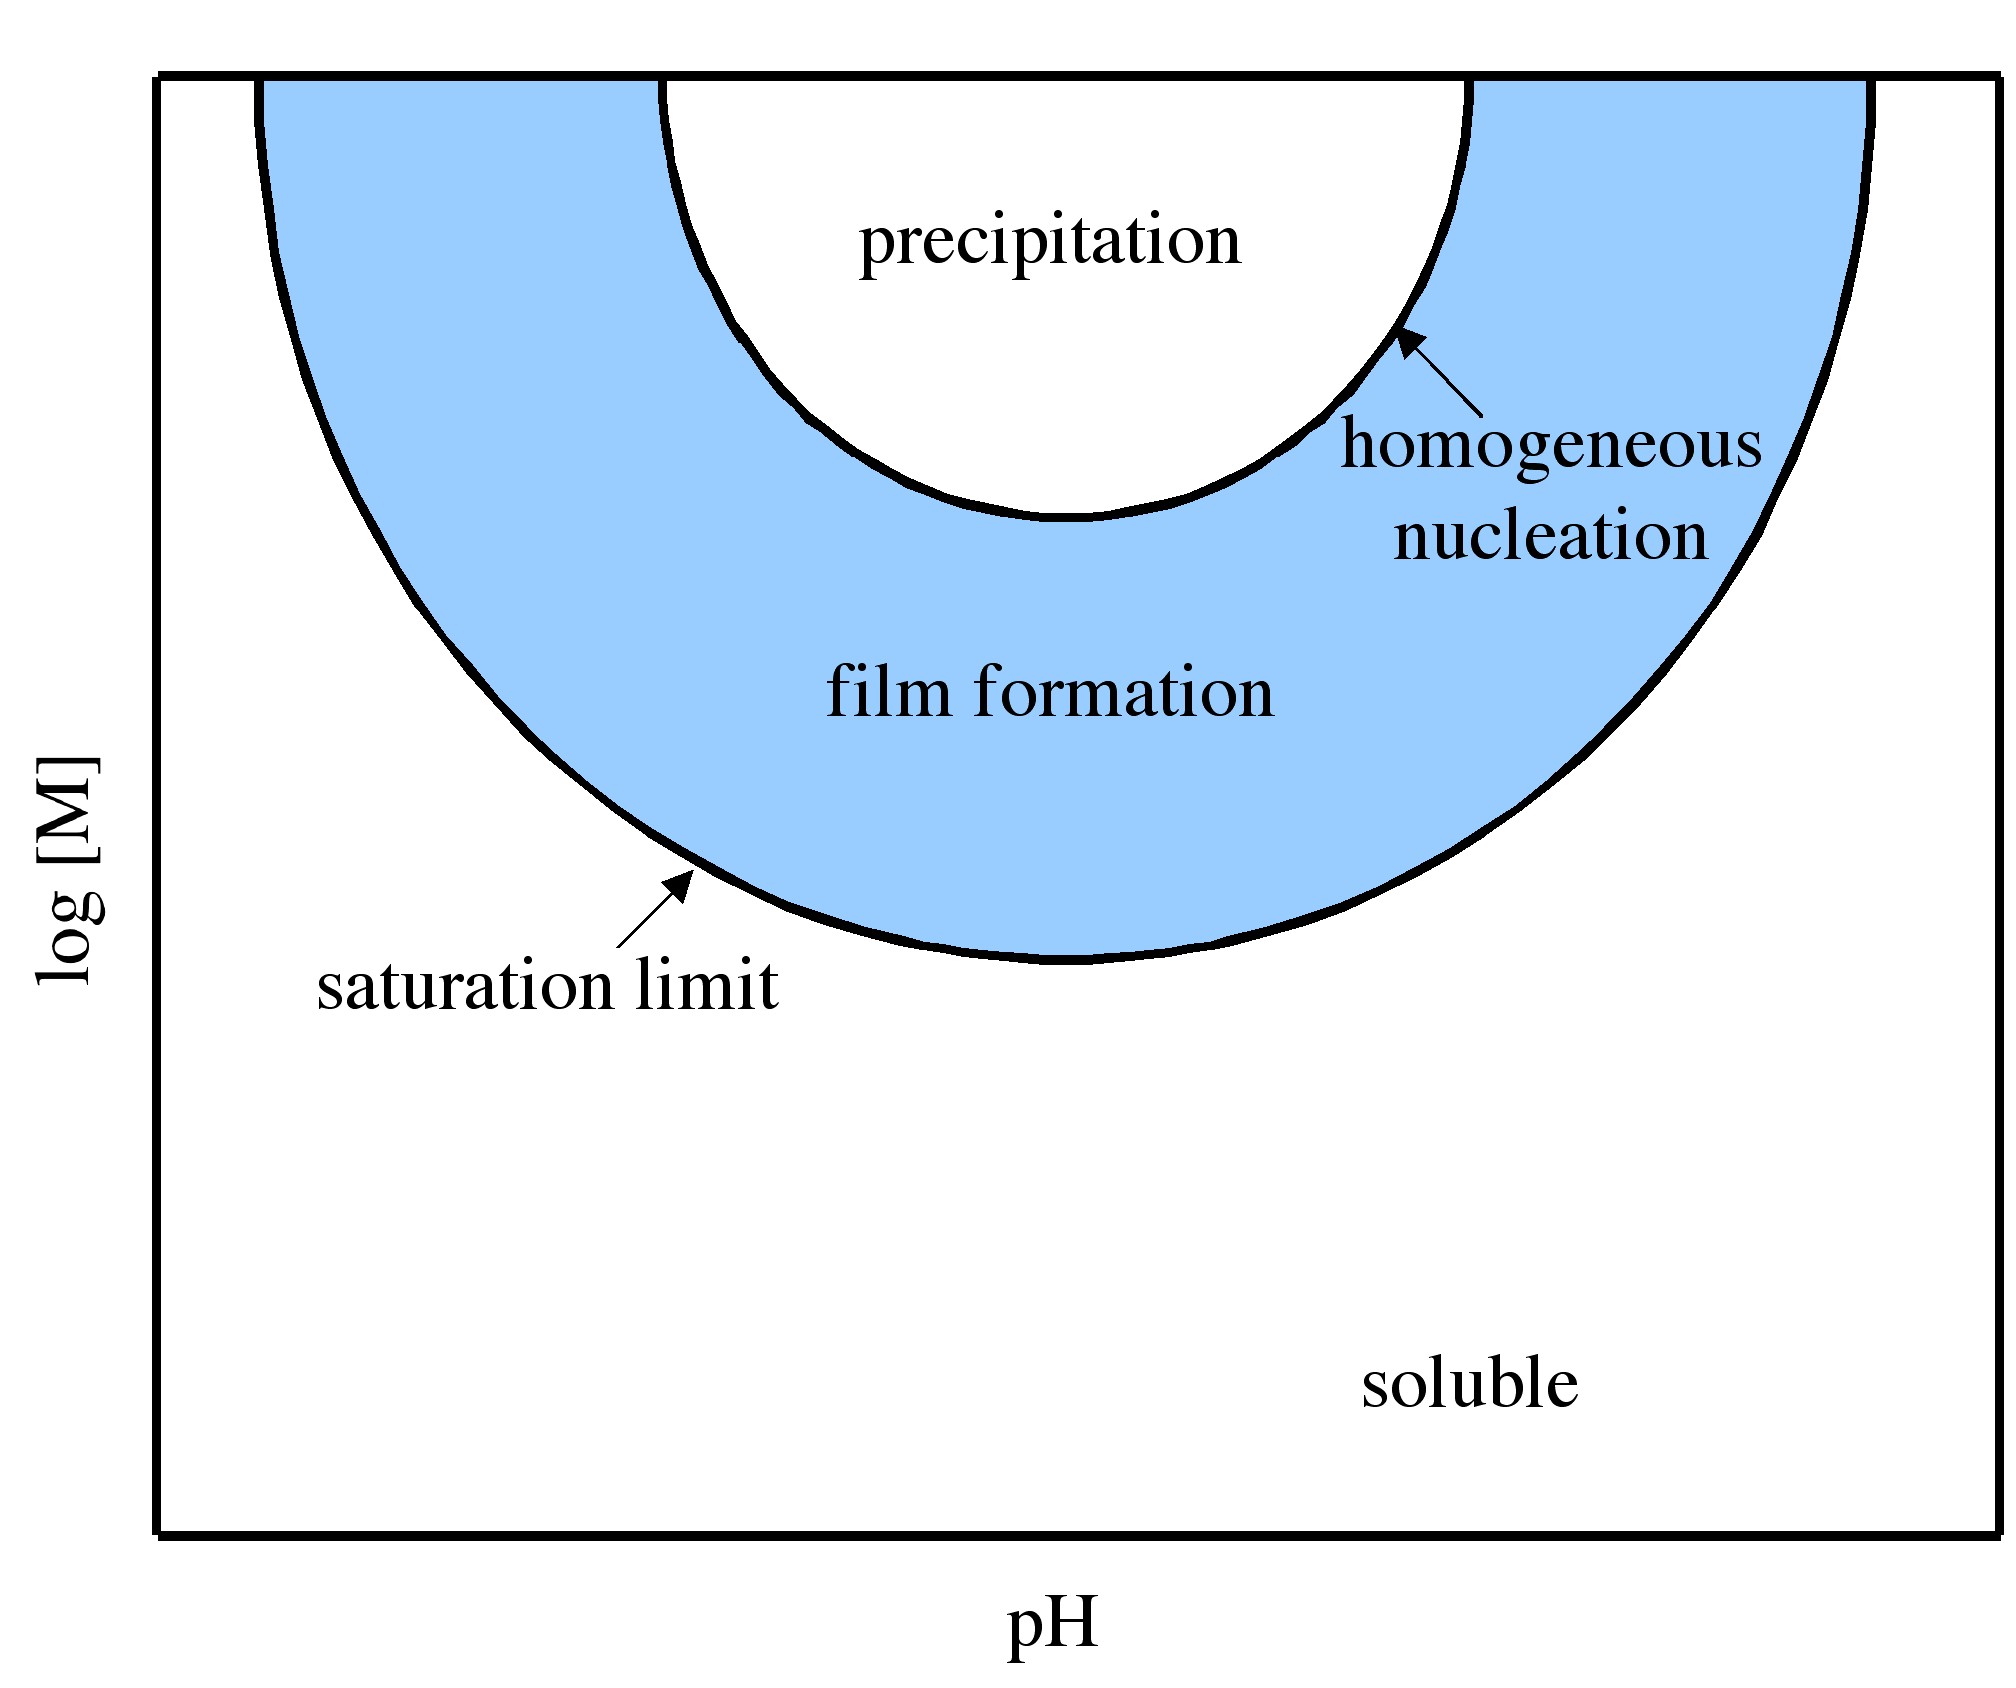 precipitation
homogeneous
nucleation
film formation
saturation limit
log [M]
soluble
pH